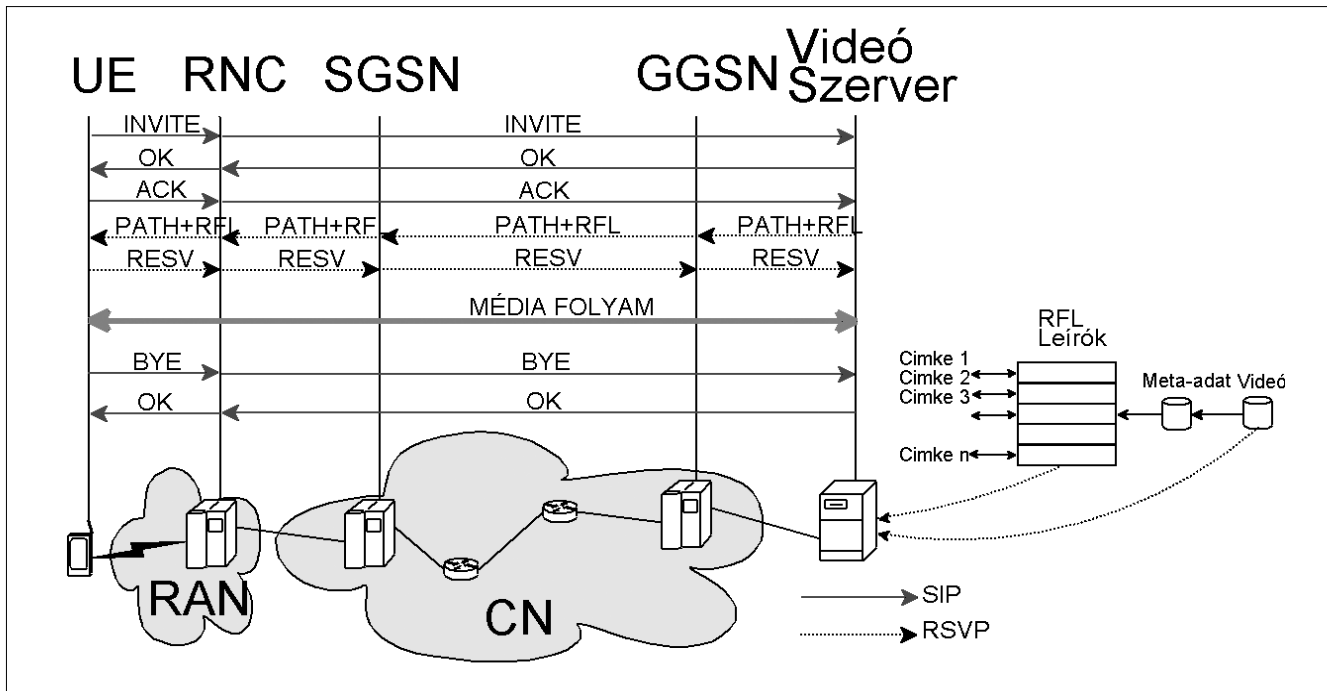 UE RNC SGSN GGSN Videó
Szerver
INVITE INVITE
OK OK
ACK ACK
PATH+RFL PATH+RF PATH+RFL PATH+RFL
RESV RESV RESV RESV
MÉDIA FOLYAM
BYE BYE
OK OK
RFL
Leírók
Cimke 1
Cimke 2
Cimke 3
Cimke n
Meta-adat Videó
RAN
CN
SIP
RSVP